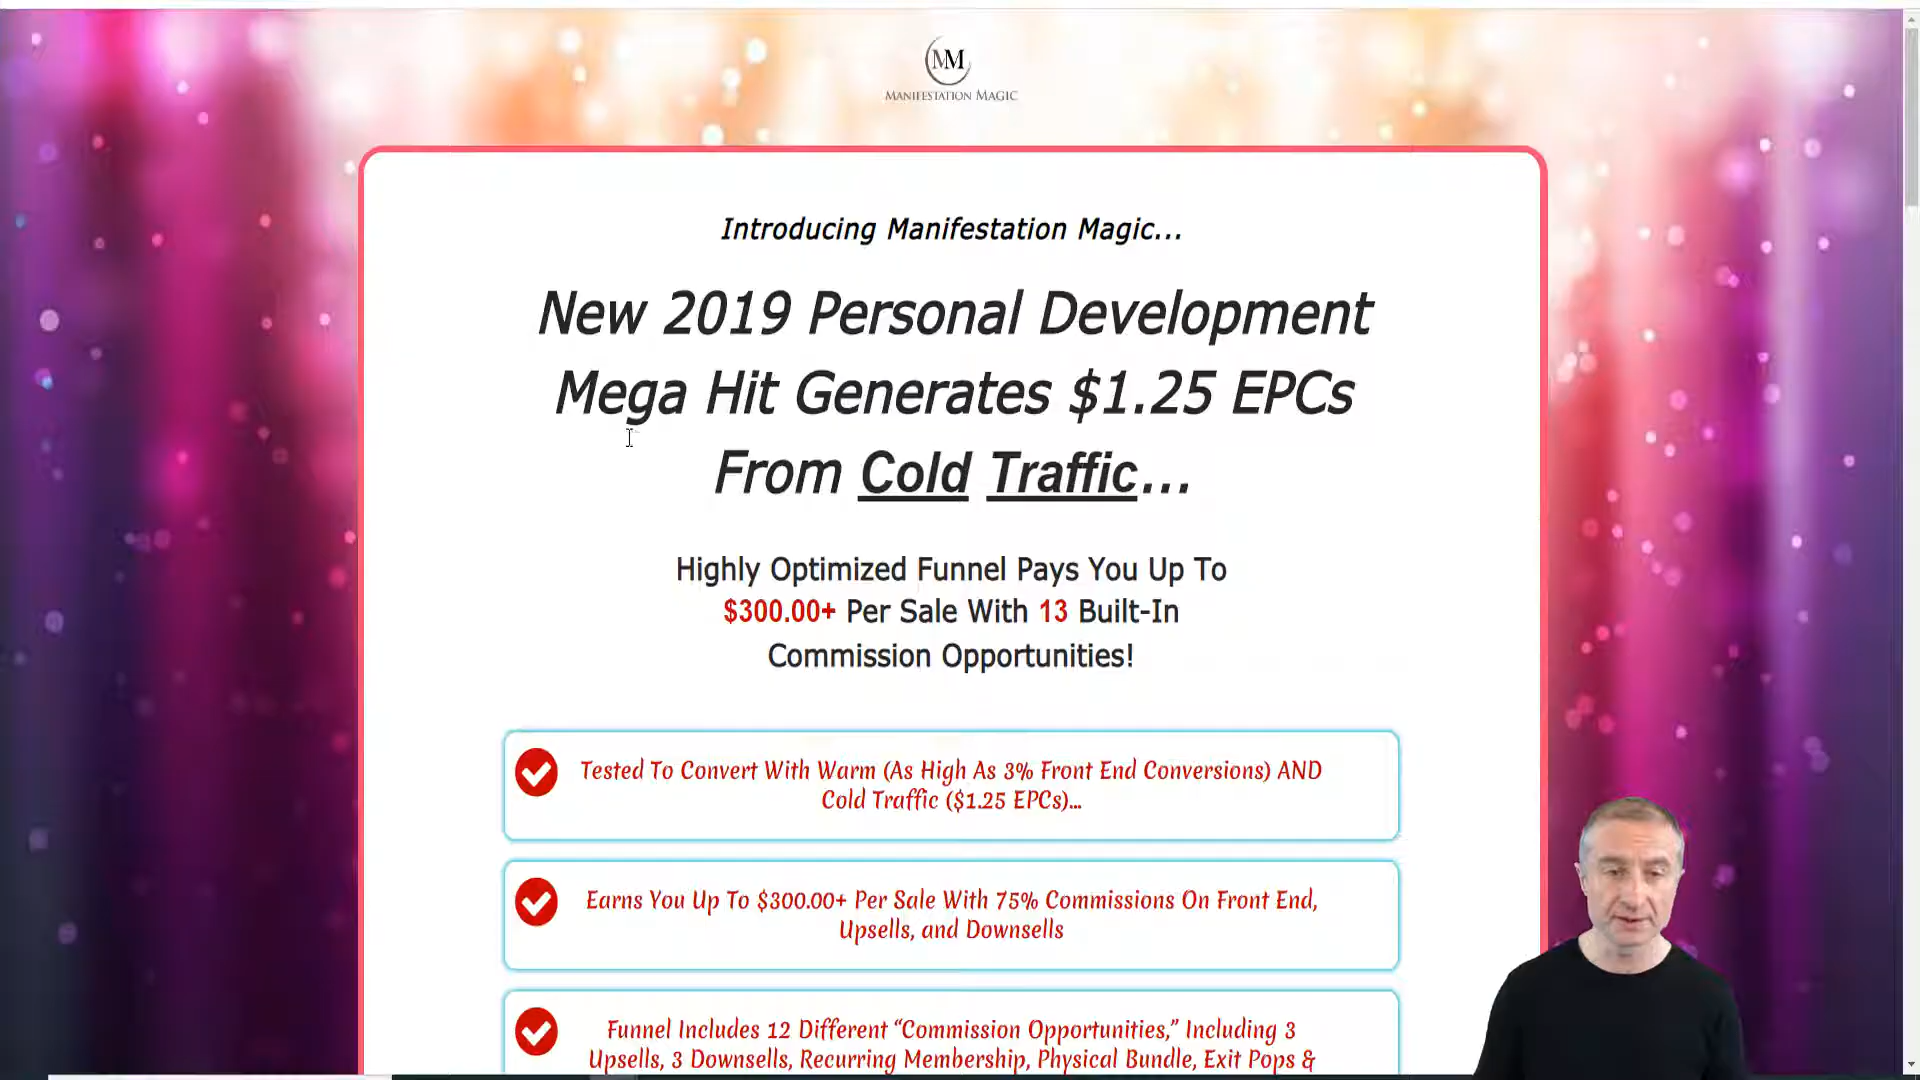 MM
MANIFESTATION MAGIC
Introducing Manifestation Magic...
New 2019 Personal Development
Mega Hit Generates $1.25 EPCs
From Cold Traffic...
Highly Optimized Funnel Pays You Up To
$300.00+ Per Sale With 13 Built-In
Commission Opportunities!
Tested To Convert With Warm (As High As 3% Front End Conversions) AND
Cold Traffic ($1.25 EPCs)...
Earns You Up To $300.00+ Per Sale With 75% Commissions On Front End,
Upsells, and Downsells
Funnel Includes 12 Different “Commission Opportunities,” Including 3
Upsells, 3 Downsells, Recurring Membership, Physical Bundle, Exit Pops &